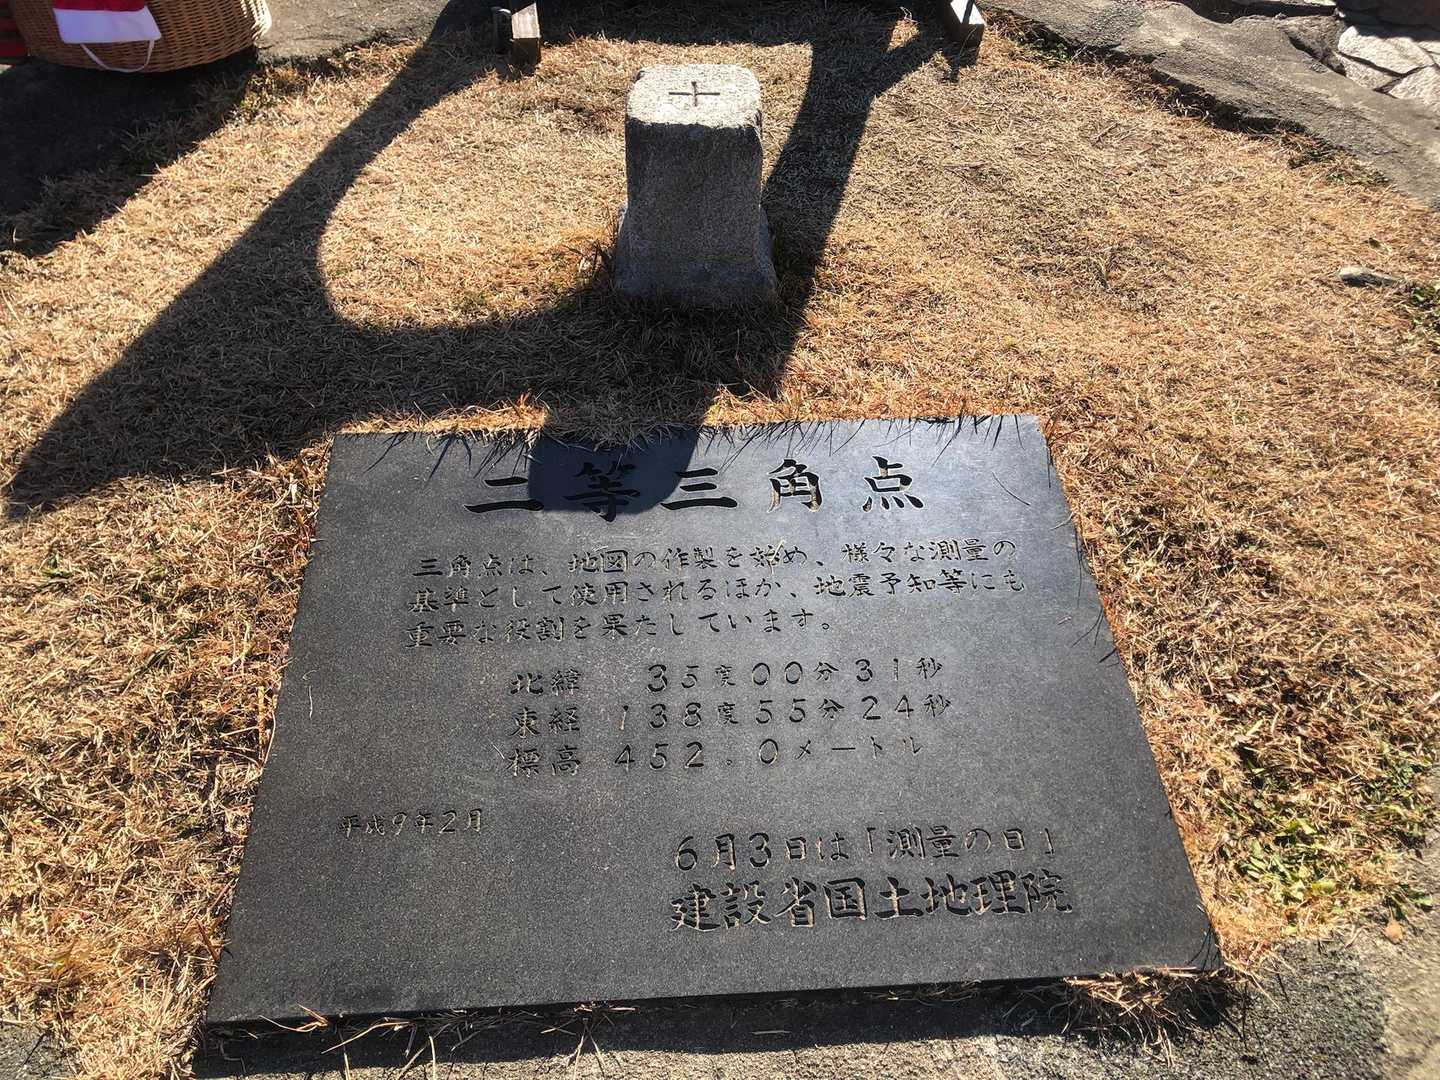 二等三角点
三角点は、地図の作製を始め、様々な測量の
基準として使用されるほか、地震予知等にも
重要な役割を果たしています。
北緯 35度00分31秒
東経 138度55分24秒
標高 452.0メートル
平成9年2月
6月3日は「測量の日」
建設省国土地理院